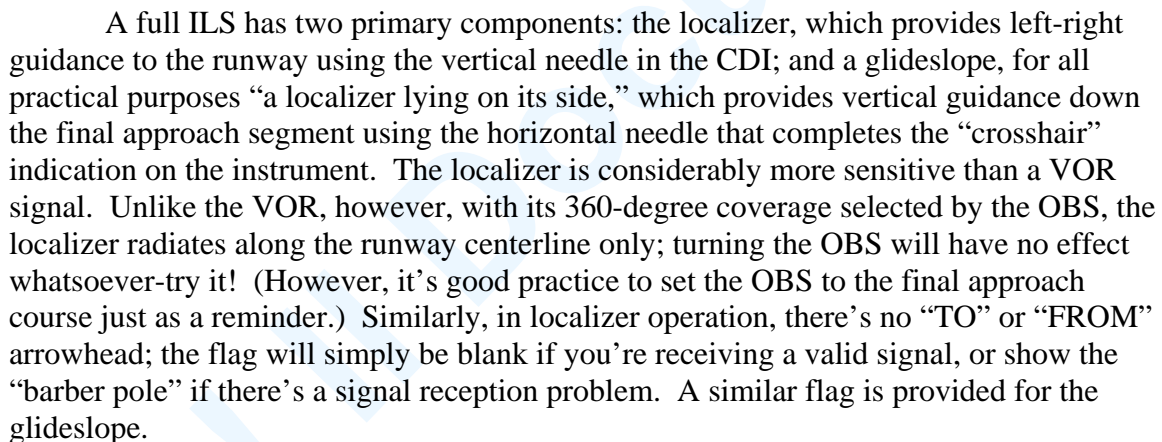 A full ILS has two primary components: the localizer, which provides left-right
guidance to the runway using the vertical needle in the CDI; and a glideslope, for all
practical purposes “a localizer lying on its side,” which provides vertical guidance down
the final approach segment using the horizontal needle that completes the “crosshair”
indication on the instrument.  The localizer is considerably more sensitive than a VOR
signal.  Unlike the VOR, however, with its 360-degree coverage selected by the OBS, the
localizer radiates along the runway centerline only; turning the OBS will have no effect
whatsoever-try it!  (However, it’s good practice to set the OBS to the final approach
course just as a reminder.)  Similarly, in localizer operation, there’s no “TO” or “FROM”
arrowhead; the flag will simply be blank if you’re receiving a valid signal, or show the
“barber pole” if there’s a signal reception problem.  A similar flag is provided for the
glideslope.